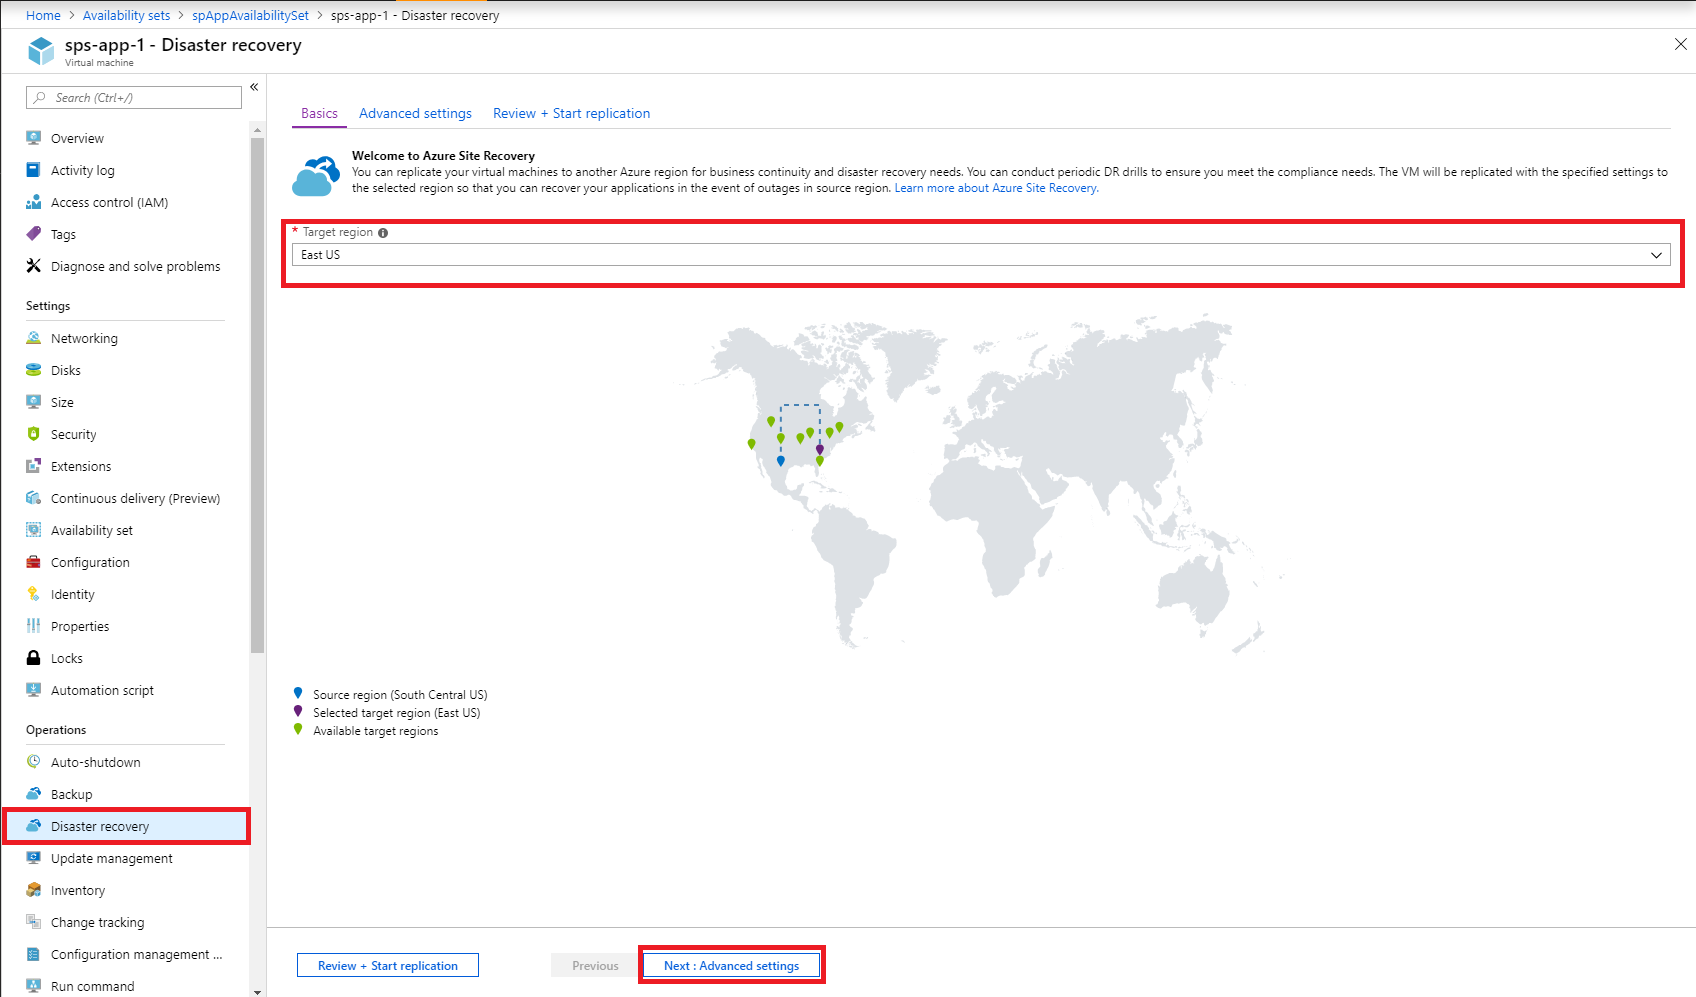 Home > Availability sets > spAppAvailabilitySet > sps-app-1 - Disaster recovery
sps-app-1 - Disaster recovery
Virtual machine
Search (Ctrl+/)
«
Overview
Activity log
Access control (IAM)
Tags
Diagnose and solve problems
Settings
Networking
Disks
Size
Security
Extensions
Continuous delivery (Preview)
Availability set
Configuration
Identity
Properties
Locks
Automation script
Operations
Auto-shutdown
Backup
Disaster recovery
Update management
Inventory
Change tracking
Configuration management ...
Run command
Basics Advanced settings Review + Start replication
Welcome to Azure Site Recovery
You can replicate your virtual machines to another Azure region for business continuity and disaster recovery needs. You can conduct periodic DR drills to ensure you meet the compliance needs. The VM will be replicated with the specified settings to
the selected region so that you can recover your applications in the event of outages in source region. Learn more about Azure Site Recovery.
* Target region
East US
Source region (South Central US)
Selected target region (East US)
Available target regions
Review + Start replication Previous Next : Advanced settings